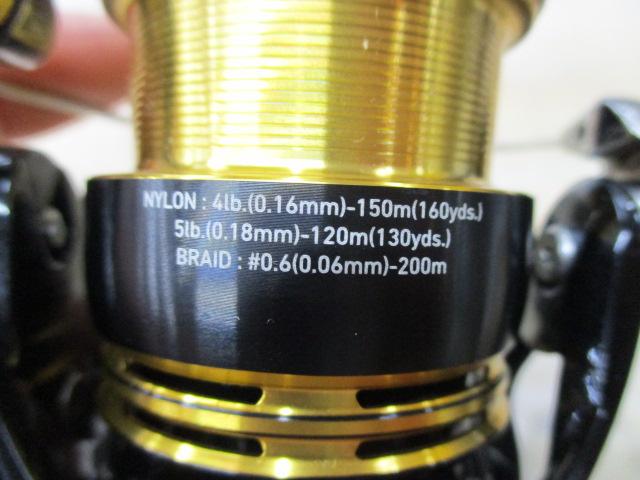 NYLON : 4lb.(0.16mm)-150m(160yds.)
5lb.(0.18mm)-120m(130yds.)
BRAID : #0.6(0.06mm)-200m